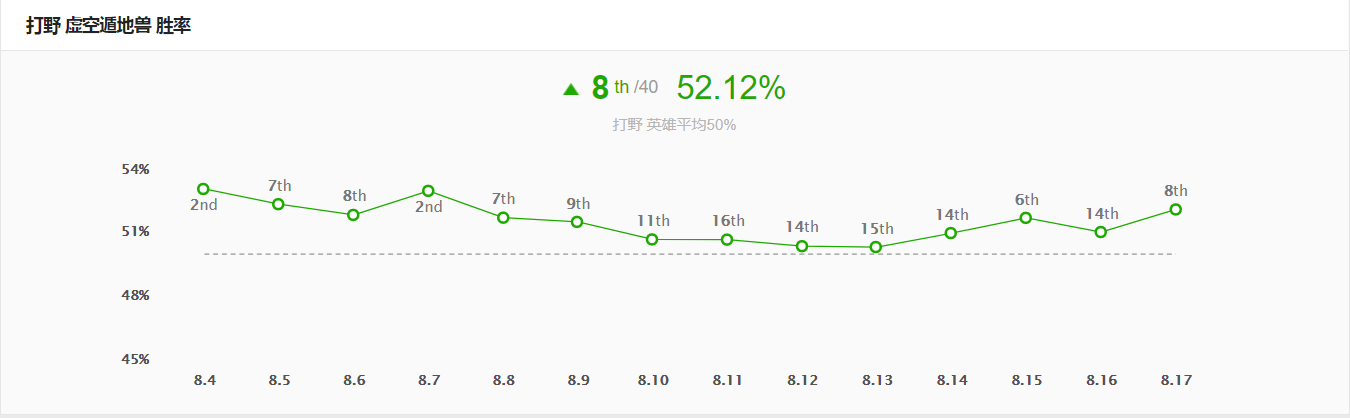 打野 虚空遁地兽 胜率
8 th /40 52.12%
打野 英雄平均50%
54%
2nd 7th 8th 2nd 7th 9th 11th 16th 14th 15th 14th 6th 14th 8th
51%
48%
45%
8.4 8.5 8.6 8.7 8.8 8.9 8.10 8.11 8.12 8.13 8.14 8.15 8.16 8.17